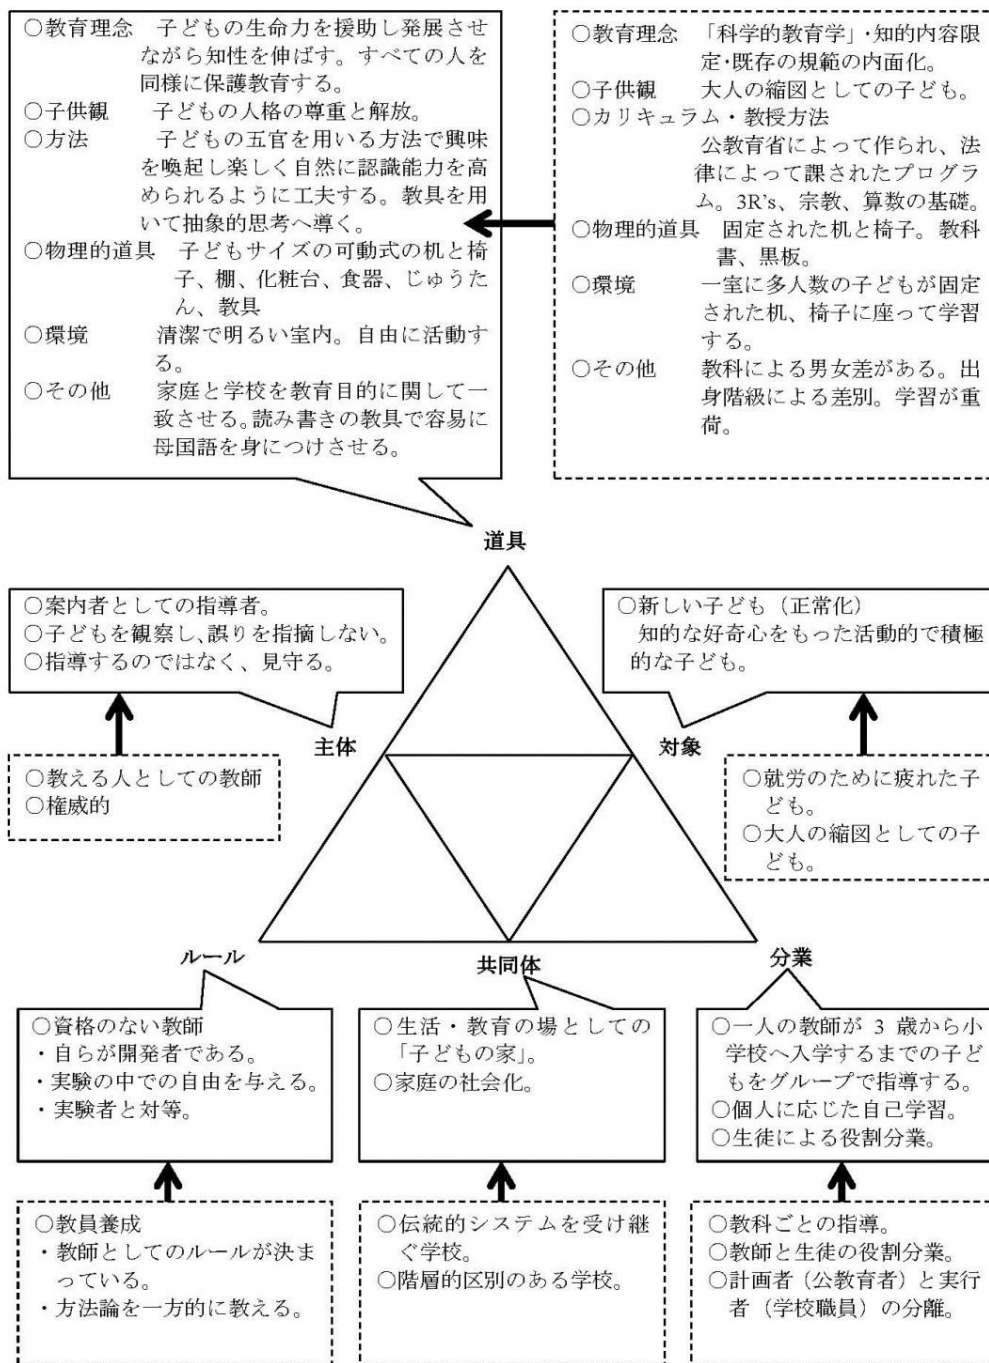 ○教育理念 子どもの生命力を援助し発展させ
ながら知性を伸ばす。すべての人を
同様に保護教育する。
○子供観 子どもの人格の尊重と解放。
○方法 子どもの五官を用いる方法で興味
を喚起し楽しく自然に認識能力を高
められるように工夫する。教具を用
いて抽象的思考へ導く。
○物理的道具 子どもサイズの可動式の机と椅
子、棚、化粧台、食器、じゅうた
ん、教具
○環境 清潔で明るい室内。自由に活動す
る。
○その他 家庭と学校を教育目的に関して一
致させる。読み書きの教具で容易に
母国語を身につけさせる。
○教育理念 「科学的教育学」・知的内容限
定・既存の規範の内面化。
○子供観 大人の縮図としての子ども。
○カリキュラム・教授方法
公教育省によって作られ、法
律によって課されたプログラ
ム。3R's、宗教、算数の基礎。
○物理的道具 固定された机と椅子。教科
書、黒板。
○環境 一室に多人数の子どもが固定
された机、椅子に座って学習
する。
○その他 教科による男女差がある。出
身階級による差別。学習が重
荷。
道具
○案内者としての指導者。
○子どもを観察し、誤りを指摘しない。
○指導するのではなく、見守る。
○新しい子ども（正常化）
知的な好奇心をもった活動的で積極
的な子ども。
主体
対象
○教える人としての教師
○権威的
○就労のために疲れた子
ども。
○大人の縮図としての子
ども。
ルール
共同体
分業
○資格のない教師
・自らが開発者である。
・実験の中での自由を与える。
・実験者と対等。
○生活・教育の場としての
「子どもの家」。
○家庭の社会化。
○一人の教師が 3 歳から小
学校へ入学するまでの子ど
もをグループで指導する。
○個人に応じた自己学習。
○生徒による役割分業。
○教員養成
・教師としてのルールが決ま
っている。
・方法論を一方的に教える。
○伝統的システムを受け継
ぐ学校。
○階層的区別のある学校。
○教科ごとの指導。
○教師と生徒の役割分業。
○計画者（公教育者）と実行
者（学校職員）の分離。